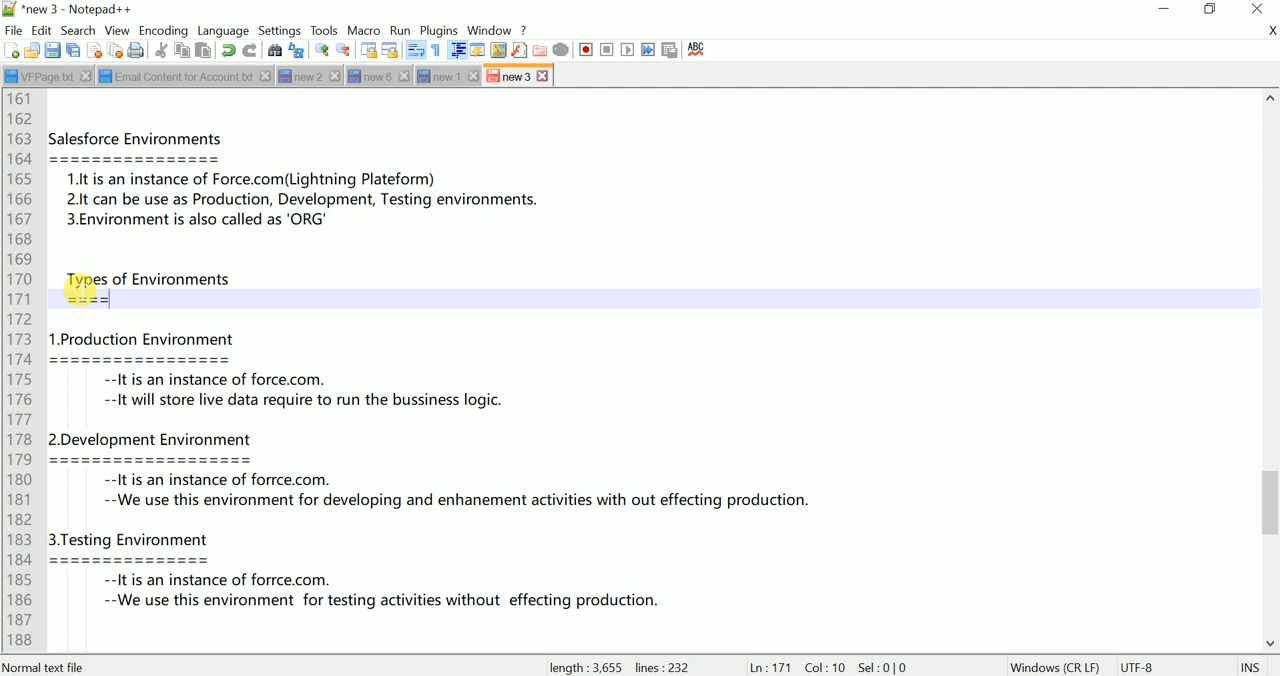 *new 3 - Notepad++
File Edit Search View Encoding Language Settings Tools Macro Run Plugins Window ? X
ABC
VFPage.txt Email Content for Account.txt new 2 new 6 new 1 new 3
161
162
163 Salesforce Environments
164 ================
165 1.It is an instance of Force.com(Lightning Plateform)
166 2.It can be use as Production, Development, Testing environments.
167 3.Environment is also called as 'ORG'
168
169
170 Types of Environments
171 ====
172
173 1.Production Environment
174 =================
175 --It is an instance of force.com.
176 --It will store live data require to run the bussiness logic.
177
178 2.Development Environment
179 ===================
180 --It is an instance of forrce.com.
181 --We use this environment for developing and enhanement activities with out effecting production.
182
183 3.Testing Environment
184 ===============
185 --It is an instance of forrce.com.
186 --We use this environment  for testing activities without  effecting production.
187
188
Normal text file length : 3,655 lines : 232 Ln : 171 Col : 10 Sel : 0 | 0 Windows (CR LF) UTF-8 INS